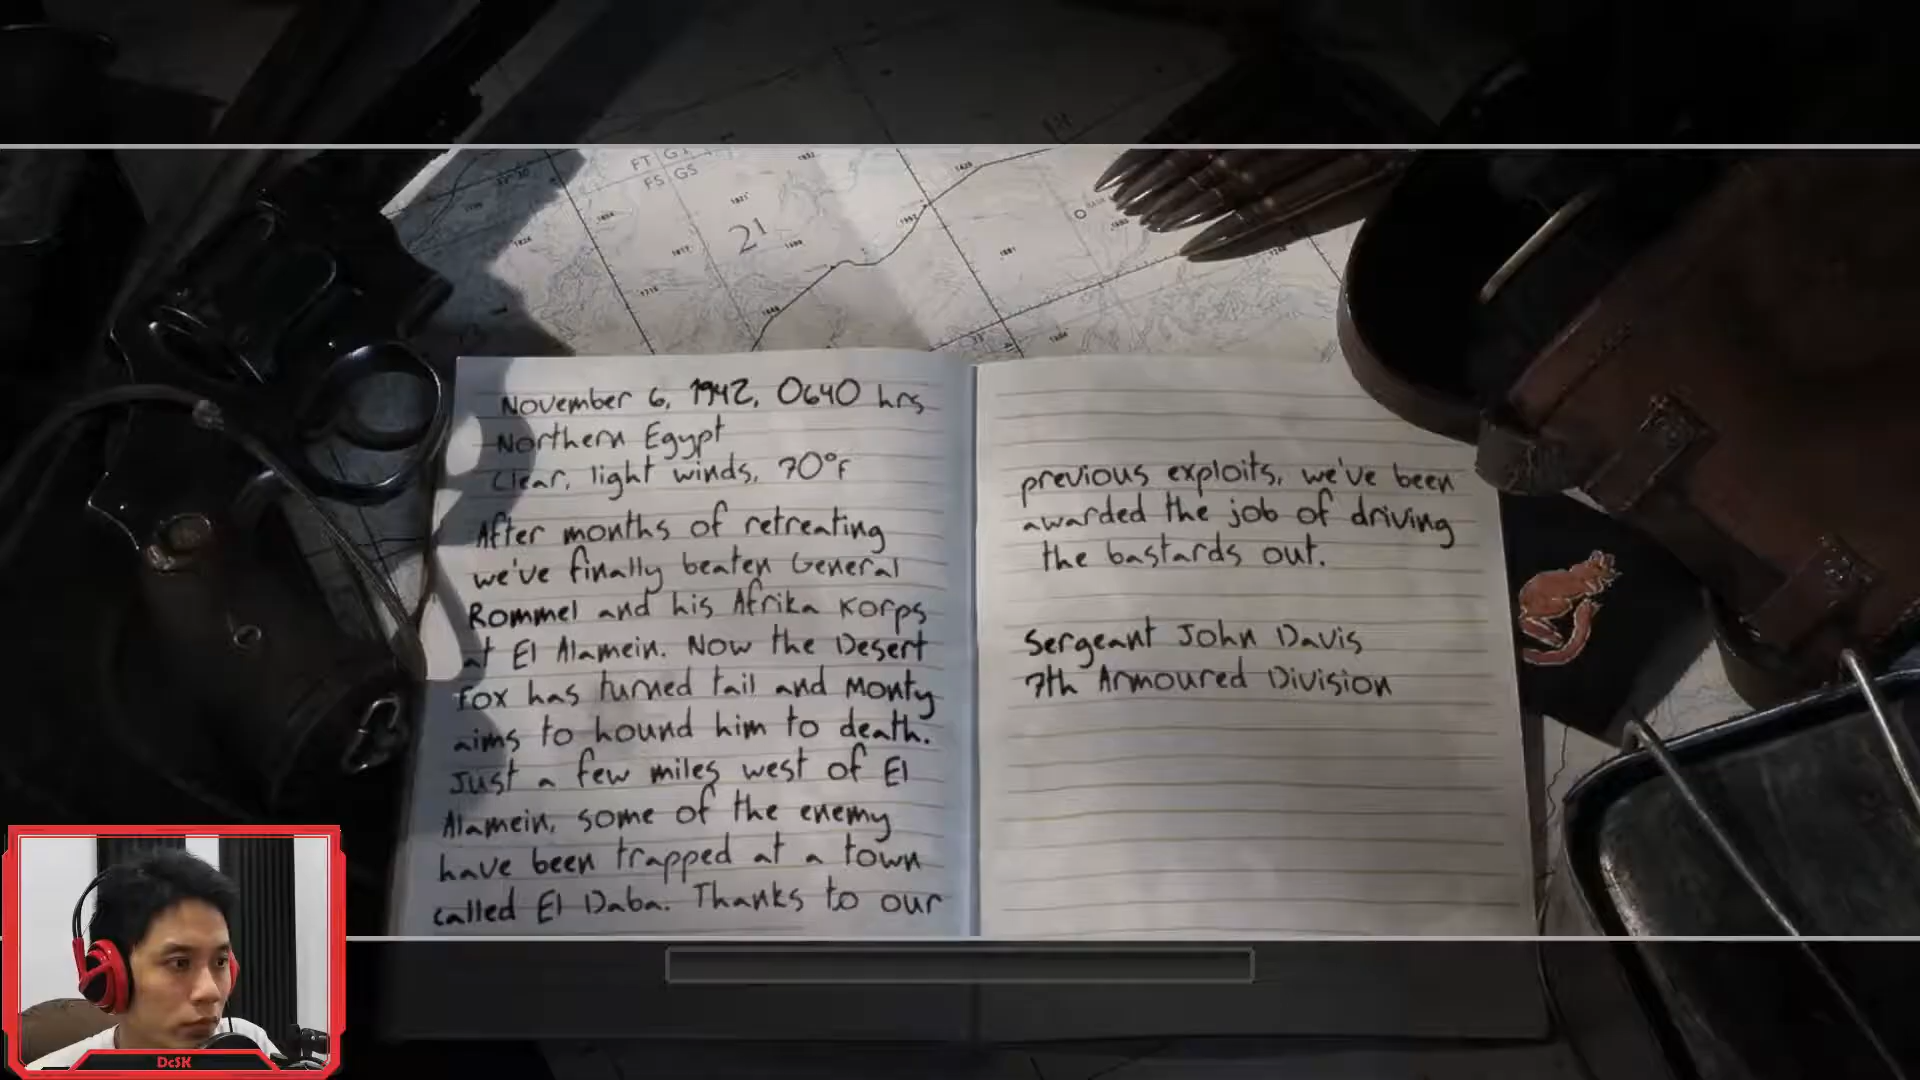 FT G
FS GS
21
November 6, 1942, 0640 hrs
Northern Egypt
Clear, light winds, 70°F
After months of retreating
we've finally beaten General
Rommel and his Afrika Korps
at El Alamein. Now the Desert
Fox has turned tail and Monty
aims to hound him to death.
Just a few miles west of El
Alamein, some of the enemy
have been trapped at a town
called El Daba. Thanks to our
previous exploits, we've been
awarded the job of driving
the bastards out.
Sergeant John Davis
7th Armoured Division
DcSK